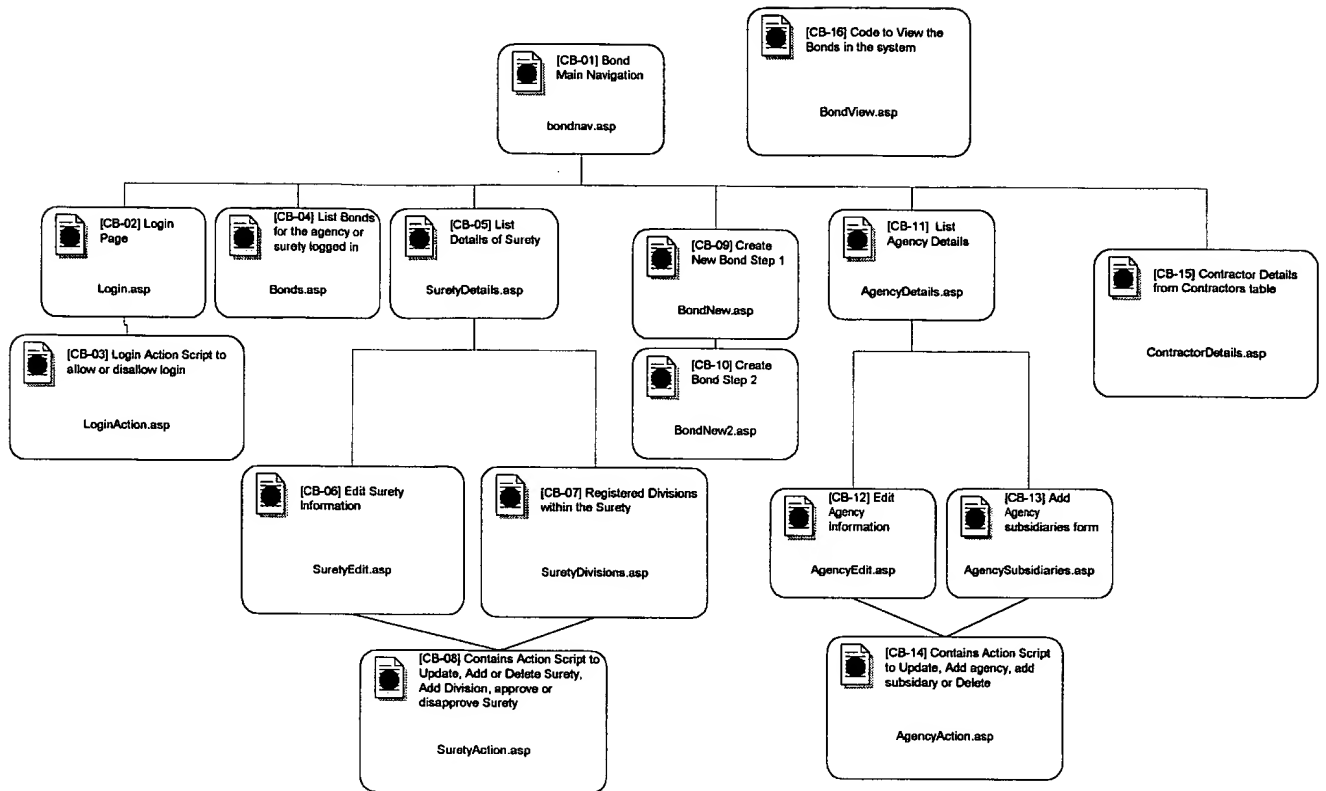 [CB-16] Code to View the
Bonds in the system
BondView.asp
[CB-01] Bond
Main Navigation
bondnav.asp
[CB-02] Login
Page
Login.asp
[CB-04] List Bonds
for the agency or
surety logged in
Bonds.asp
[CB-05] List
Details of Surety
SuretyDetails.asp
[CB-09] Create
New Bond Step 1
BondNew.asp
[CB-11] List
Agency Details
AgencyDetails.asp
[CB-15] Contractor Details
from Contractors table
ContractorDetails.asp
[CB-03] Login Action Script to
allow or disallow login
LoginAction.asp
[CB-10] Create
Bond Step 2
BondNew2.asp
[CB-06] Edit Surety
Information
SuretyEdit.asp
[CB-07] Registered Divisions
within the Surety
SuretyDivisions.asp
[CB-12] Edit
Agency
Information
AgencyEdit.asp
[CB-13] Add
Agency
subsidiaries form
AgencySubsidiaries.asp
[CB-08] Contains Action Script to
Update, Add or Delete Surety,
Add Division, approve or
disapprove Surety
SuretyAction.asp
[CB-14] Contains Action Script
to Update, Add agency, add
subsidary or Delete
AgencyAction.asp